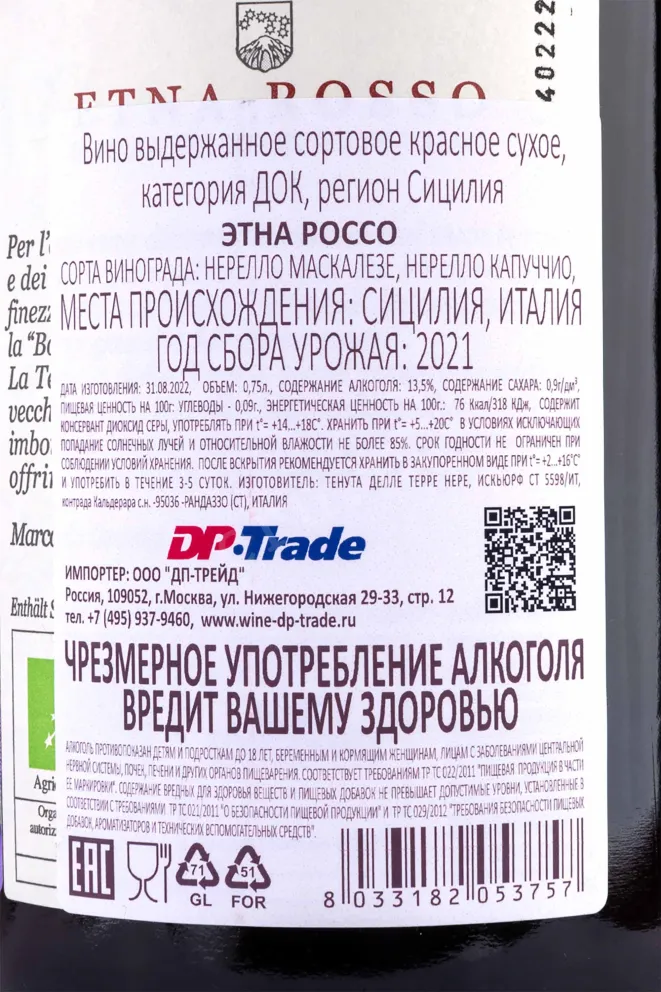 40222
ETNA ROSSO
Вино выдержанное сортовое красное сухое,
категория ДОК, регион Сицилия
ЭТНА РОССО
СОРТА ВИНОГРАДА: НЕРЕЛЛО МАСКАЛЕЗЕ, НЕРЕЛЛО КАПУЧЧИО,
МЕСТА ПРОИСХОЖДЕНИЯ: СИЦИЛИЯ, ИТАЛИЯ
ГОД СБОРА УРОЖАЯ: 2021
ДАТА ИЗГОТОВЛЕНИЯ: 31.08.2022, ОБЪЕМ: 0,75л., СОДЕРЖАНИЕ АЛКОГОЛЯ: 13,5%, СОДЕРЖАНИЕ САХАРА: 0,9г/дм³,
ПИЩЕВАЯ ЦЕННОСТЬ НА 100г: УГЛЕВОДЫ - 0,09г., ЭНЕРГЕТИЧЕСКАЯ ЦЕННОСТЬ НА 100г.: 76 Ккал/318 КДж, СОДЕРЖИТ
КОНСЕРВАНТ ДИОКСИД СЕРЫ, УПОТРЕБЛЯТЬ ПРИ t°= +14...+18С°. ХРАНИТЬ ПРИ t°= +5...+20С° В УСЛОВИЯХ ИСКЛЮЧАЮЩИХ
ПОПАДАНИЕ СОЛНЕЧНЫХ ЛУЧЕЙ И ОТНОСИТЕЛЬНОЙ ВЛАЖНОСТИ НЕ БОЛЕЕ 85%. СРОК ГОДНОСТИ НЕ ОГРАНИЧЕН ПРИ
СОБЛЮДЕНИИ УСЛОВИЙ ХРАНЕНИЯ. ПОСЛЕ ВСКРЫТИЯ РЕКОМЕНДУЕТСЯ ХРАНИТЬ В ЗАКУПОРЕННОМ ВИДЕ ПРИ t°= +2...+16°С
И УПОТРЕБИТЬ В ТЕЧЕНИЕ 3-5 СУТОК. ИЗГОТОВИТЕЛЬ: ТЕНУТА ДЕЛЛЕ ТЕРРЕ НЕРЕ, ИСКЬЮРФ СТ 5598/ИТ,
контрада Кальдерара с.н. -95036 -РАНДАЗЗО (СТ), ИТАЛИЯ
DP-Trade
ИМПОРТЕР: ООО "ДП-ТРЕЙД"
Россия, 109052, г.Москва, ул. Нижегородская 29-33, стр. 12
тел. +7 (495) 937-9460, www.wine-dp-trade.ru
ЧРЕЗМЕРНОЕ УПОТРЕБЛЕНИЕ АЛКОГОЛЯ
ВРЕДИТ ВАШЕМУ ЗДОРОВЬЮ
АЛКОГОЛЬ ПРОТИВОПОКАЗАН ДЕТЯМ И ПОДРОСТКАМ ДО 18 ЛЕТ, БЕРЕМЕННЫМ И КОРМЯЩИМ ЖЕНЩИНАМ, ЛИЦАМ С ЗАБОЛЕВАНИЯМИ ЦЕНТРАЛЬНОЙ
НЕРВНОЙ СИСТЕМЫ, ПОЧЕК, ПЕЧЕНИ И ДРУГИХ ОРГАНОВ ПИЩЕВАРЕНИЯ. СООТВЕТСТВУЕТ ТРЕБОВАНИЯМ ТР ТС 022/2011 "ПИЩЕВАЯ ПРОДУКЦИЯ В ЧАСТИ
ЕЕ МАРКИРОВКИ". СОДЕРЖАНИЕ ВРЕДНЫХ ДЛЯ ЗДОРОВЬЯ ВЕЩЕСТВ И ПИЩЕВЫХ ДОБАВОК НЕ ПРЕВЫШАЕТ ДОПУСТИМЫЕ УРОВНИ, УСТАНОВЛЕННЫЕ В
СООТВЕТСТВИИ С ТРЕБОВАНИЯМИ ТР ТС 021/2011 "О БЕЗОПАСНОСТИ ПИЩЕВОЙ ПРОДУКЦИИ" И ТР ТС 029/2012 "ТРЕБОВАНИЯ БЕЗОПАСНОСТИ ПИЩЕВЫХ
ДОБАВОК, АРОМАТИЗАТОРОВ И ТЕХНИЧЕСКИХ ВСПОМОГАТЕЛЬНЫХ СРЕДСТВ".
EAC
71
GL
51
FOR
8 033182 053757
Per l'
e dei
finez
la "Bo
La Te
vecch
imbo
offri
Marc
Enthält S
Agri
Orga
autoriz